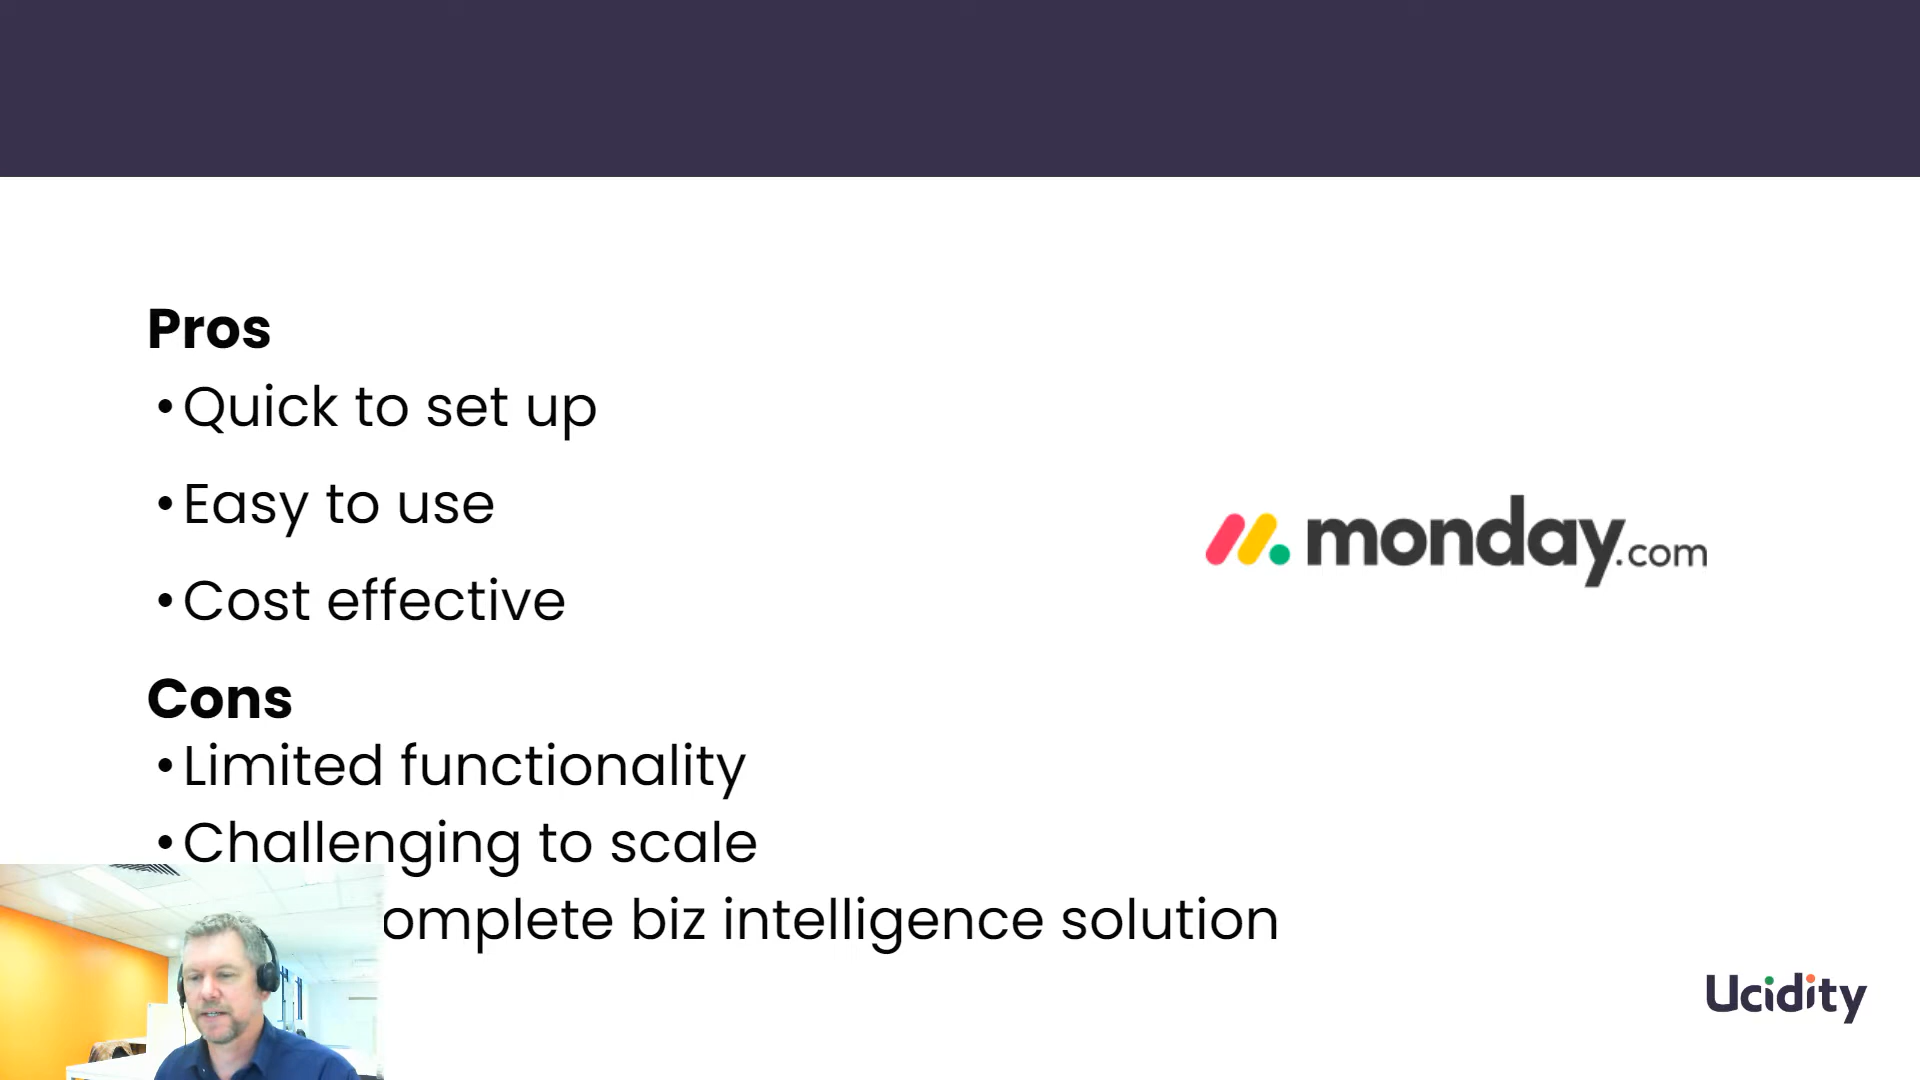 Pros
•Quick to set up
•Easy to use
monday.com
•Cost effective
Cons
•Limited functionality
•Challenging to scale
biz intelligence solution
Ucidity